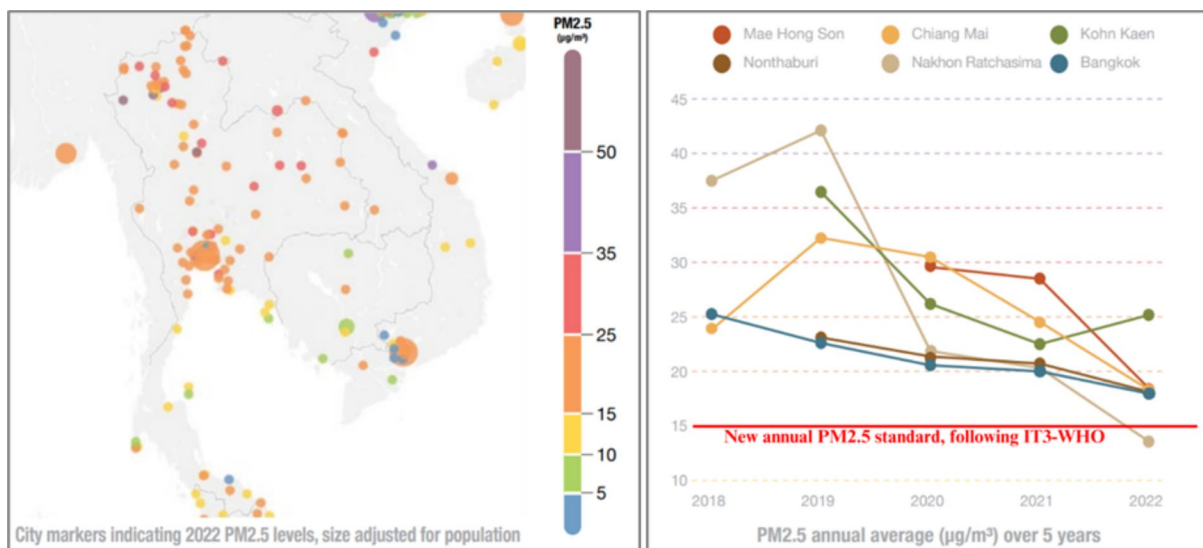 PM2.5
(µg/m³)
50
35
25
15
10
5
City markers indicating 2022 PM2.5 levels, size adjusted for population
Mae Hong Son
Chiang Mai
Kohn Kaen
Nonthaburi
Nakhon Ratchasima
Bangkok
45
40
35
30
25
20
15
10
New annual PM2.5 standard, following IT3-WHO
2018
2019
2020
2021
2022
PM2.5 annual average (µg/m³) over 5 years